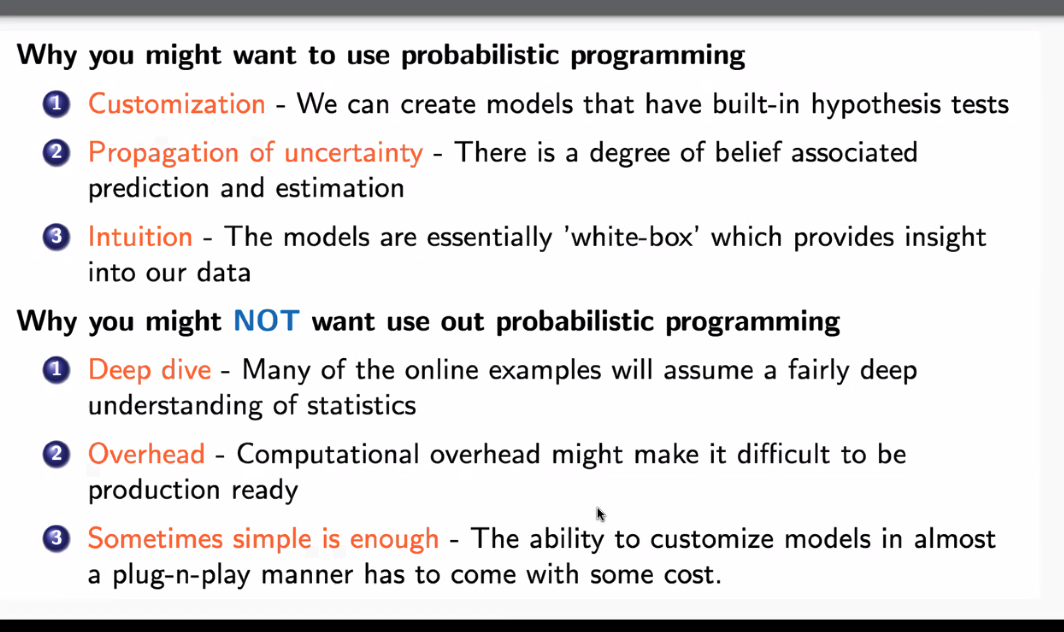 Why you might want to use probabilistic programming
1 Customization - We can create models that have built-in hypothesis tests
2 Propagation of uncertainty - There is a degree of belief associated
prediction and estimation
3 Intuition - The models are essentially 'white-box' which provides insight
into our data
Why you might NOT want use out probabilistic programming
1 Deep dive - Many of the online examples will assume a fairly deep
understanding of statistics
2 Overhead - Computational overhead might make it difficult to be
production ready
3 Sometimes simple is enough - The ability to customize models in almost
a plug-n-play manner has to come with some cost.